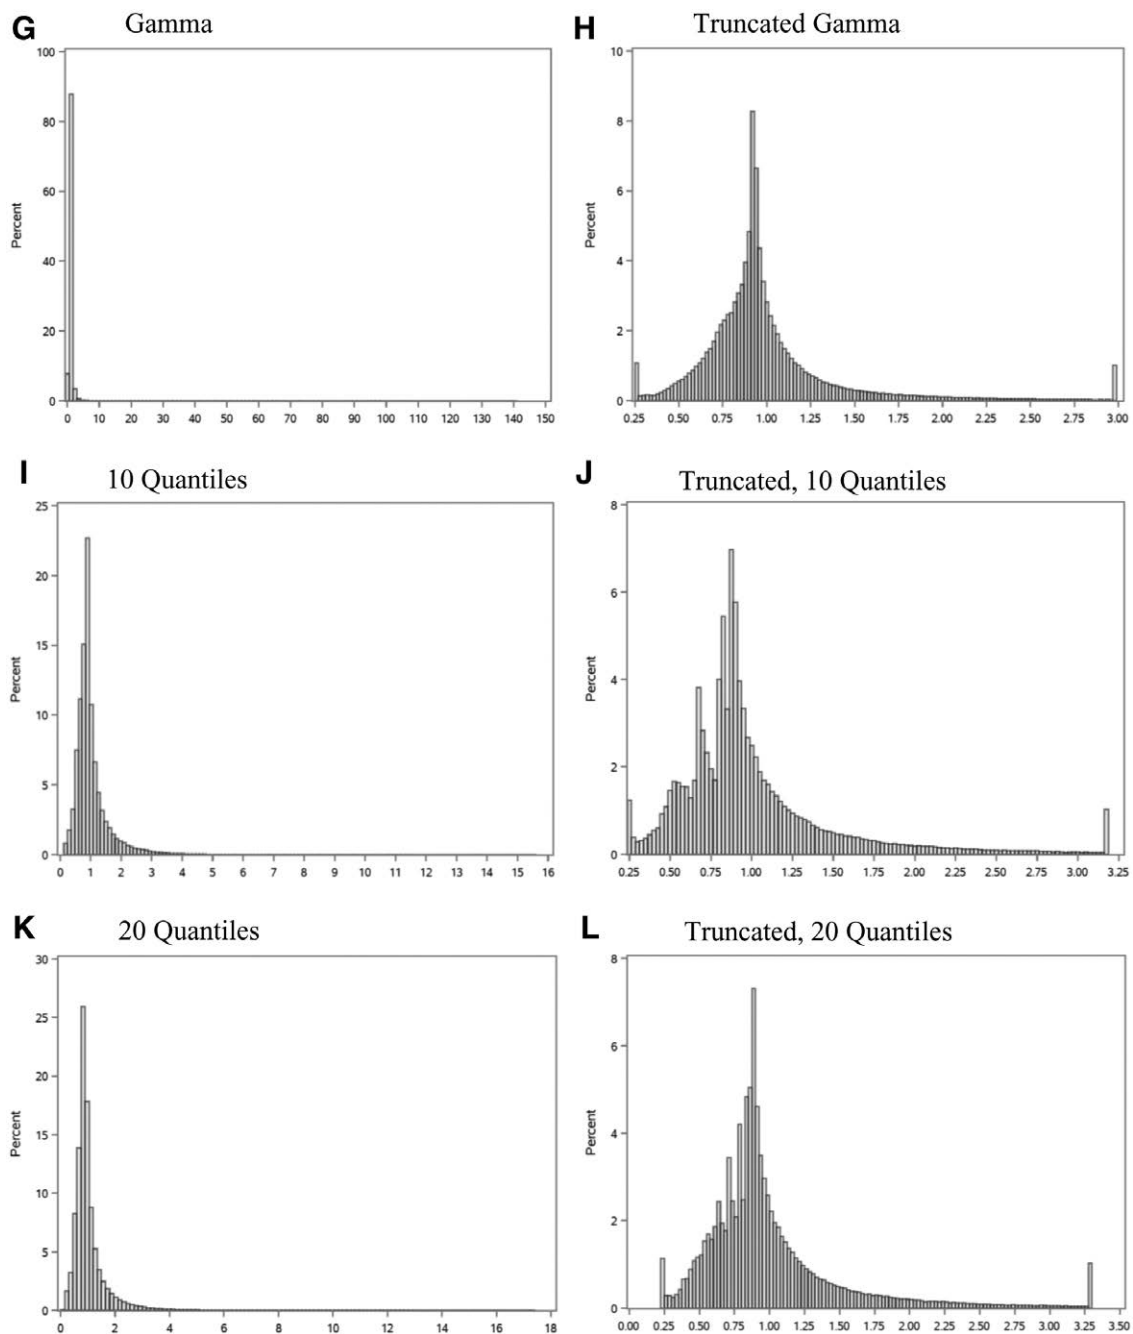 G Gamma
100
80
60
40
20
0
Percent
0 10 20 30 40 50 60 70 80 90 100 110 120 130 140 150
H Truncated Gamma
10
8
6
4
2
0
Percent
0.25 0.50 0.75 1.00 1.25 1.50 1.75 2.00 2.25 2.50 2.75 3.00
I 10 Quantiles
25
20
15
10
5
0
Percent
0 1 2 3 4 5 6 7 8 9 10 11 12 13 14 15 16
J Truncated, 10 Quantiles
8
6
4
2
0
Percent
0.25 0.50 0.75 1.00 1.25 1.50 1.75 2.00 2.25 2.50 2.75 3.00 3.25
K 20 Quantiles
30
25
20
15
10
5
0
Percent
0 2 4 6 8 10 12 14 16 18
L Truncated, 20 Quantiles
8
6
4
2
0
Percent
0.00 0.25 0.50 0.75 1.00 1.25 1.50 1.75 2.00 2.25 2.50 2.75 3.00 3.25 3.50